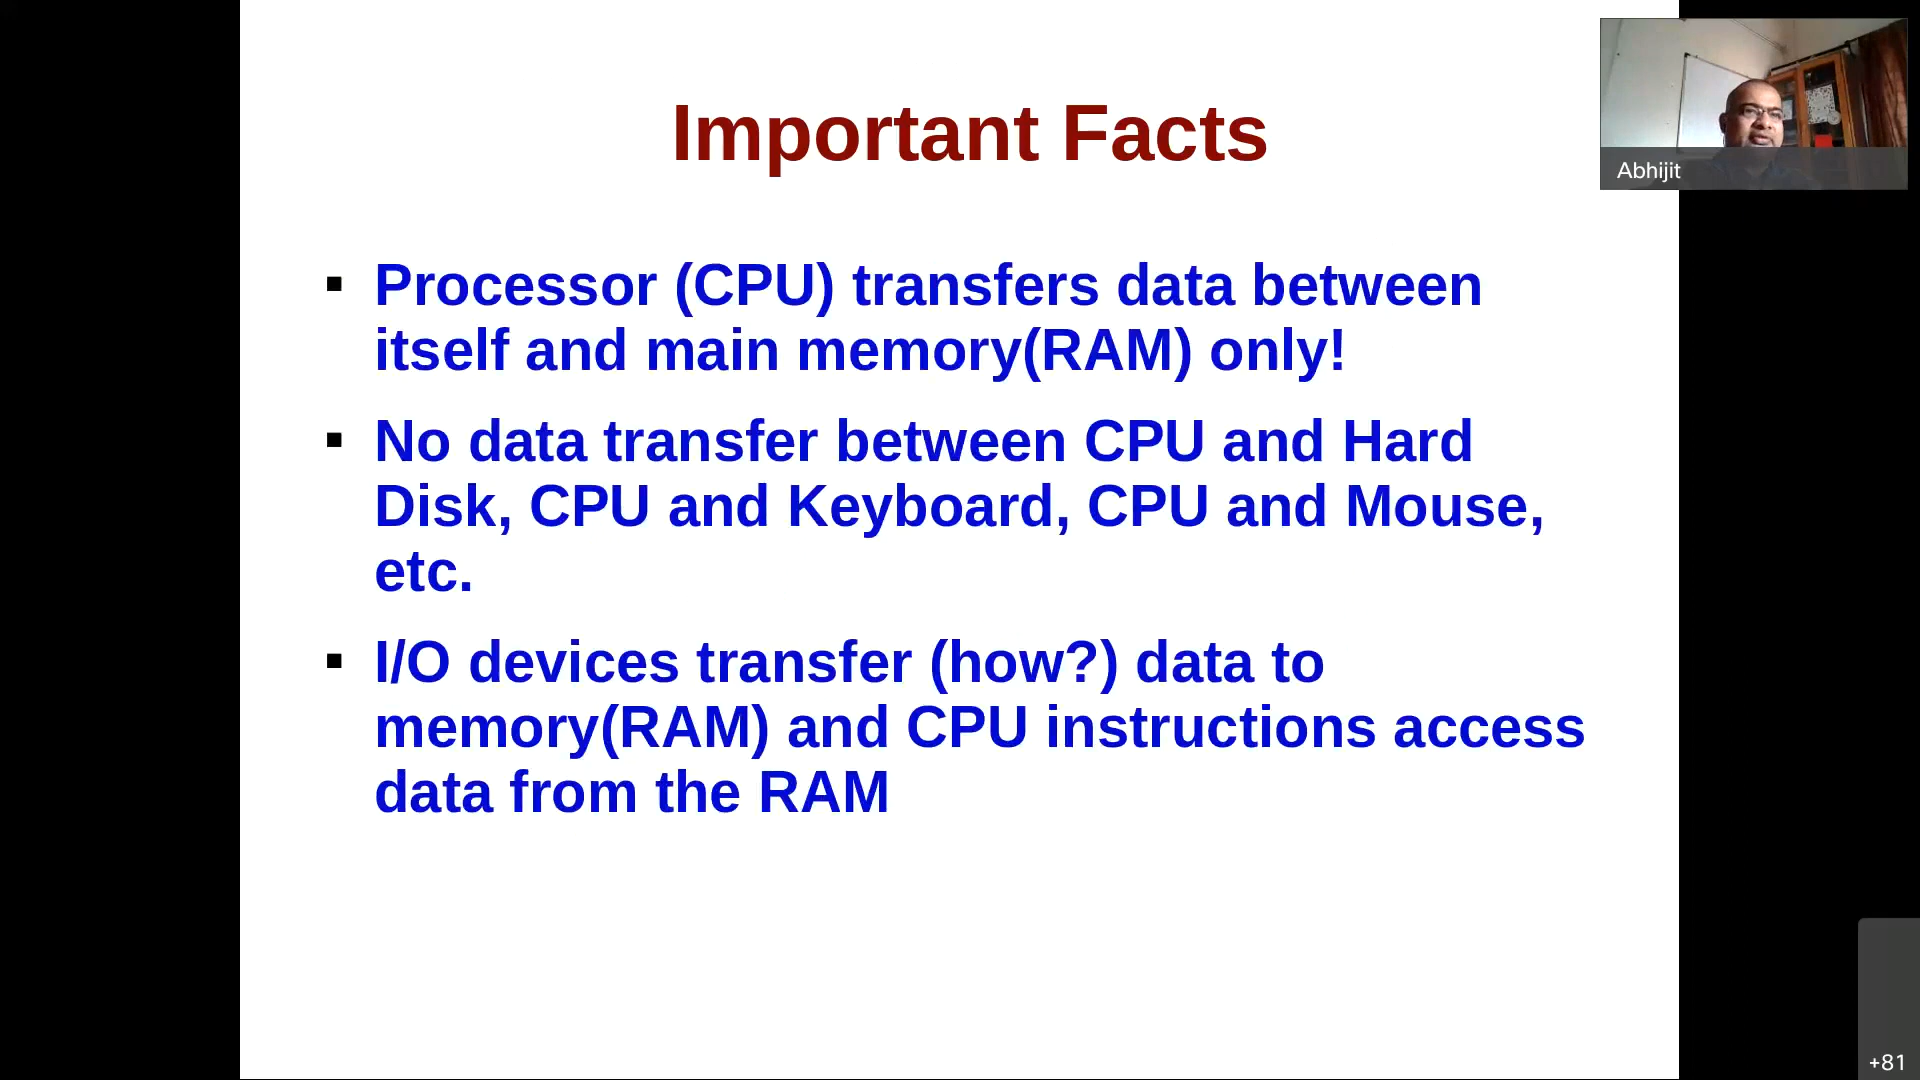 Important Facts
Abhijit
▪ Processor (CPU) transfers data between
itself and main memory(RAM) only!
▪ No data transfer between CPU and Hard
Disk, CPU and Keyboard, CPU and Mouse,
etc.
▪ I/O devices transfer (how?) data to
memory(RAM) and CPU instructions access
data from the RAM
+81